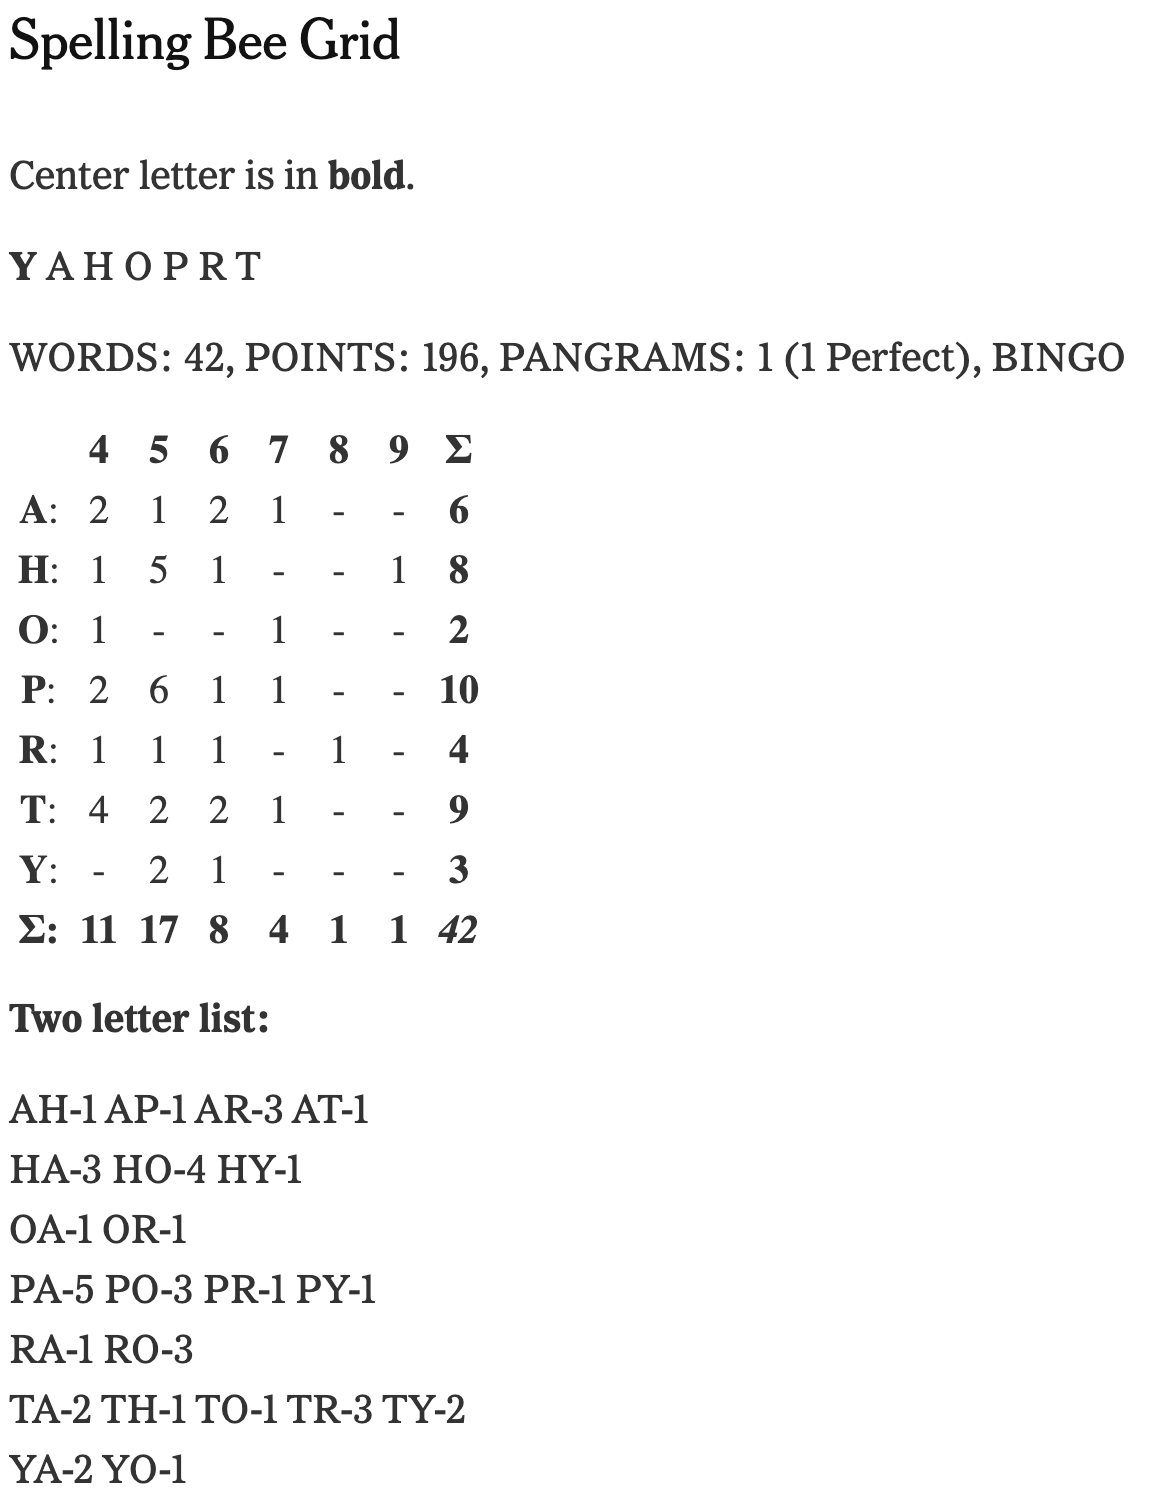 Spelling Bee Grid
Center letter is in bold.
Y A H O P R T
WORDS: 42, POINTS: 196, PANGRAMS: 1 (1 Perfect), BINGO
4 5 6 7 8 9 Σ
A: 2 1 2 1 - - 6
H: 1 5 1 - - 1 8
O: 1 - - 1 - - 2
P: 2 6 1 1 - - 10
R: 1 1 1 - 1 - 4
T: 4 2 2 1 - - 9
Y: - 2 1 - - - 3
Σ: 11 17 8 4 1 1 42
Two letter list:
AH-1 AP-1 AR-3 AT-1
HA-3 HO-4 HY-1
OA-1 OR-1
PA-5 PO-3 PR-1 PY-1
RA-1 RO-3
TA-2 TH-1 TO-1 TR-3 TY-2
YA-2 YO-1